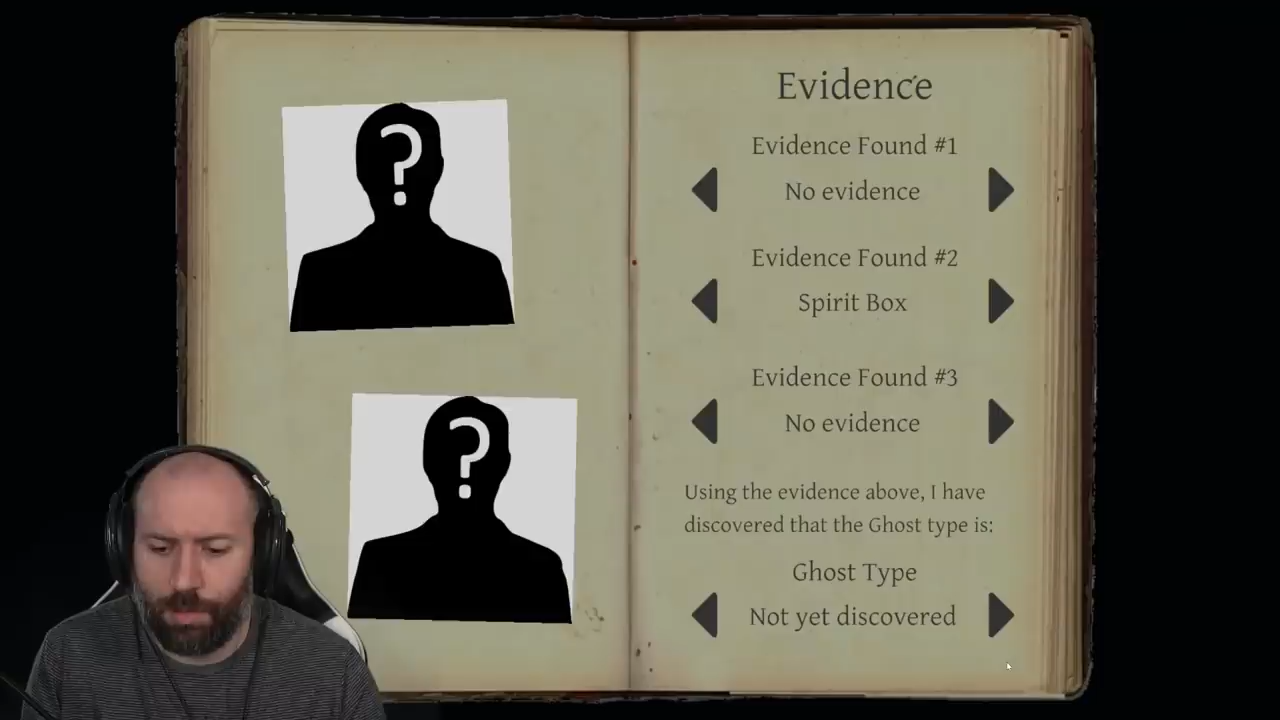 ?
?
Evidence
Evidence Found #1
No evidence
Evidence Found #2
Spirit Box
Evidence Found #3
No evidence
Using the evidence above, I have
discovered that the Ghost type is:
Ghost Type
Not yet discovered